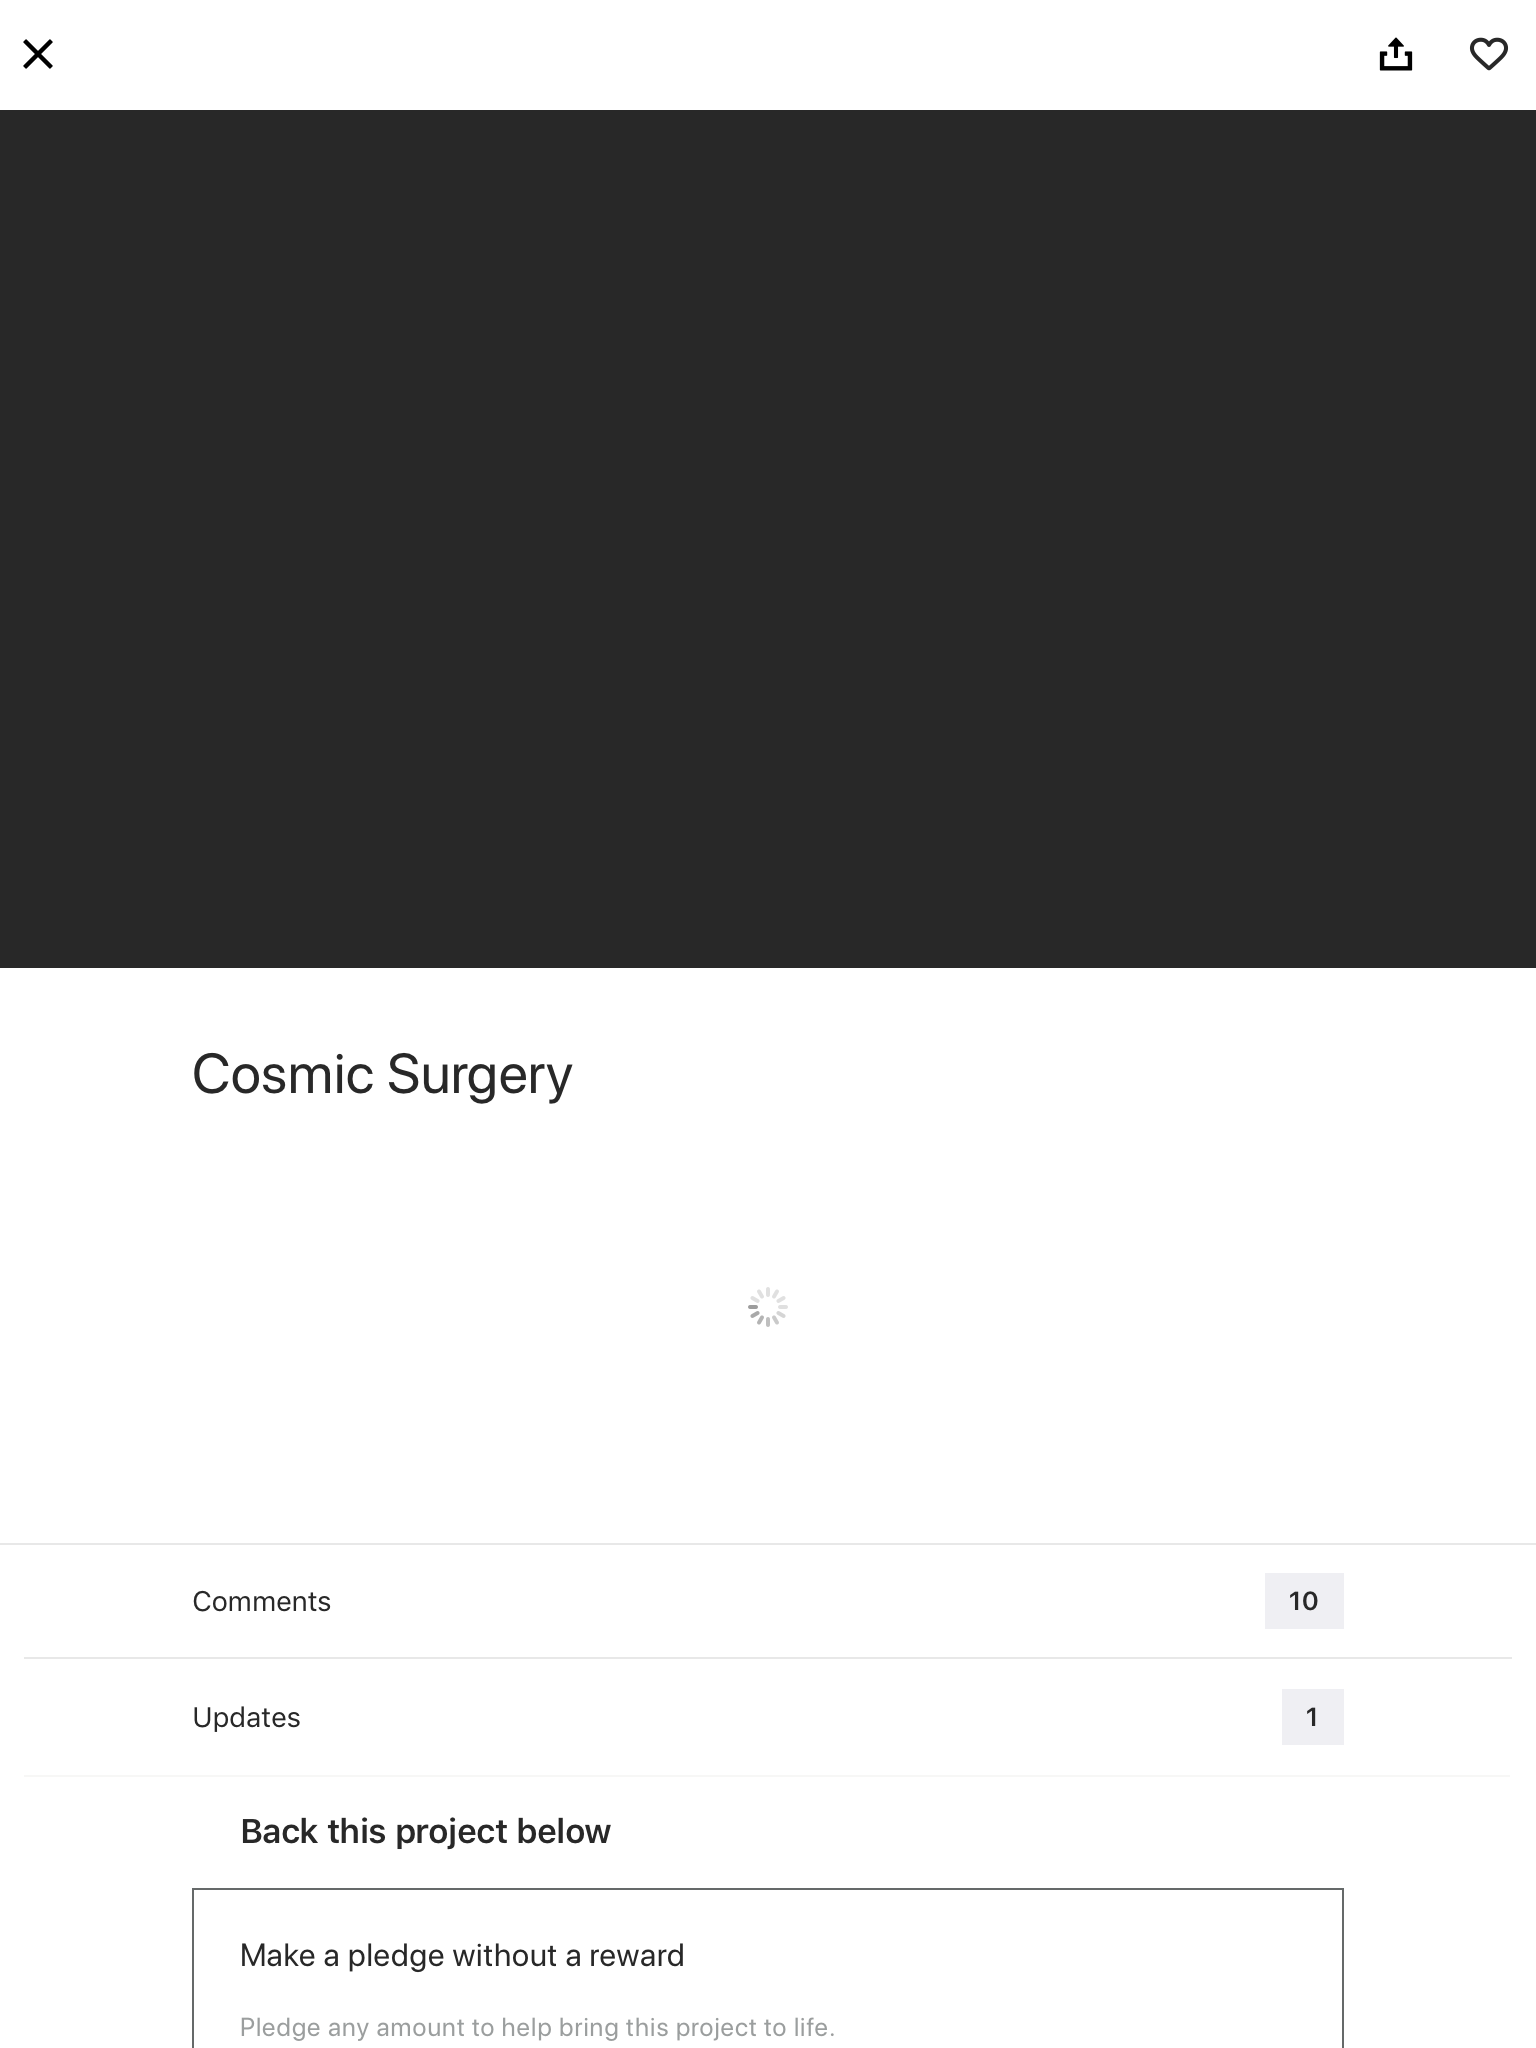 Cosmic Surgery
Comments
10
Updates
1
Back this project below
Make a pledge without a reward
Pledge any amount to help bring this project to life.